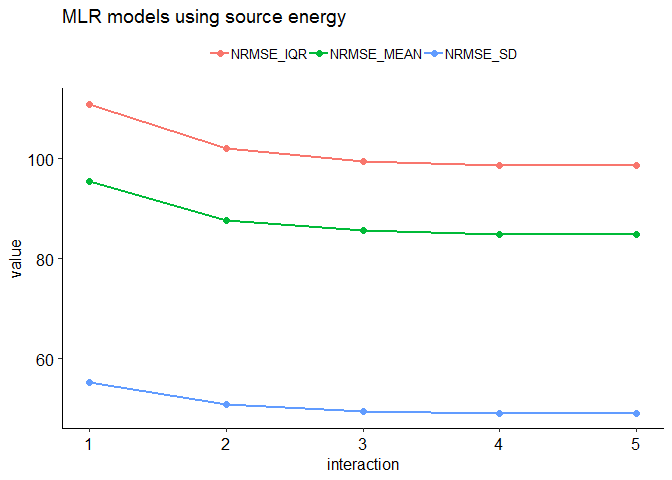 MLR models using source energy
NRMSE_IQR NRMSE_MEAN NRMSE_SD
value
100
80
60
1 2 3 4 5
interaction